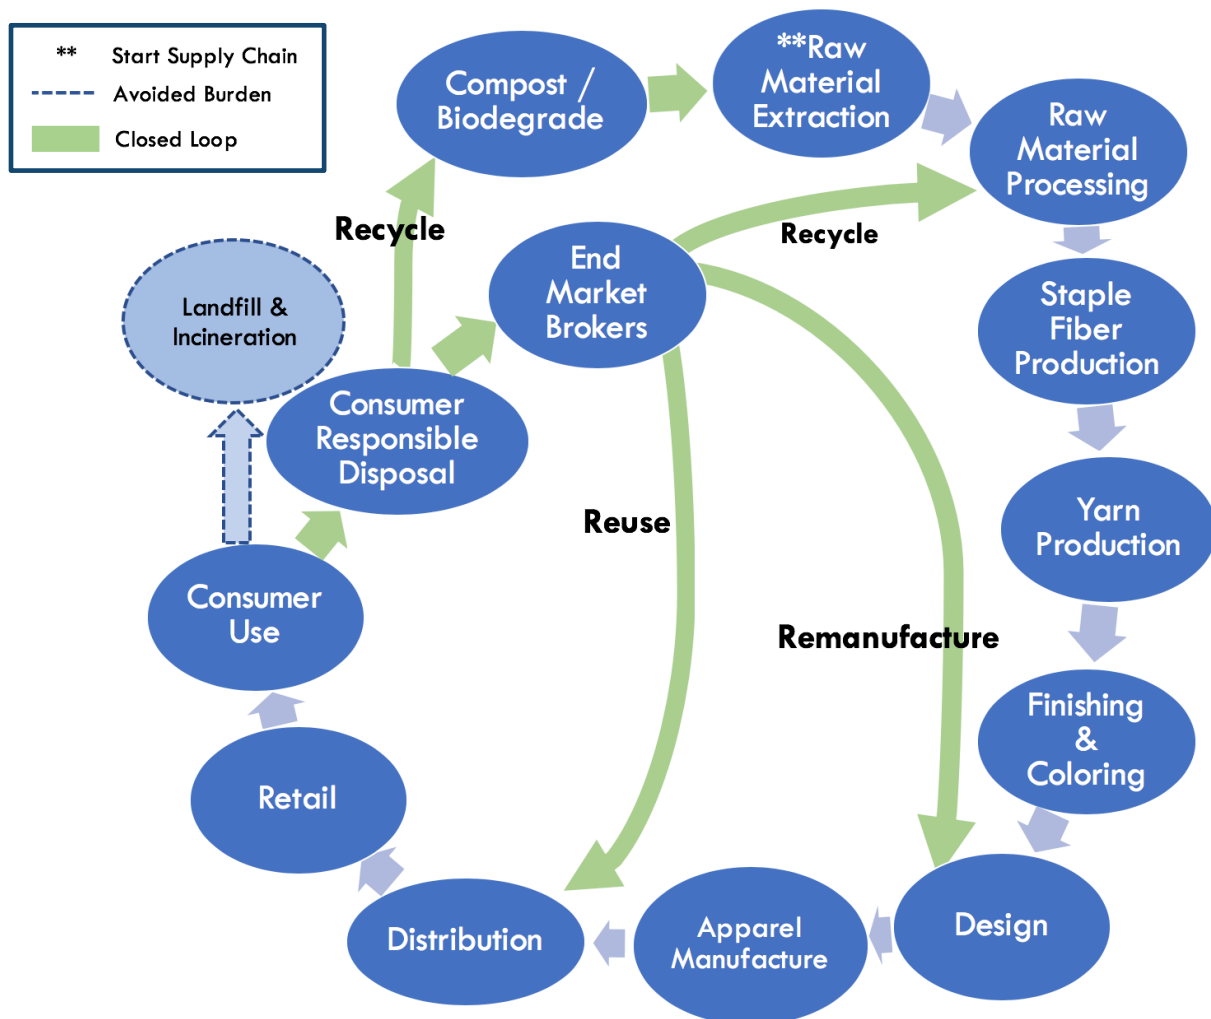 ** Start Supply Chain
Avoided Burden
Closed Loop
Compost /
Biodegrade
**Raw
Material
Extraction
Raw
Material
Processing
Recycle
Recycle
End
Market
Brokers
Landfill &
Incineration
Staple
Fiber
Production
Consumer
Responsible
Disposal
Yarn
Production
Reuse
Consumer
Use
Remanufacture
Finishing
&
Coloring
Retail
Design
Apparel
Manufacture
Distribution